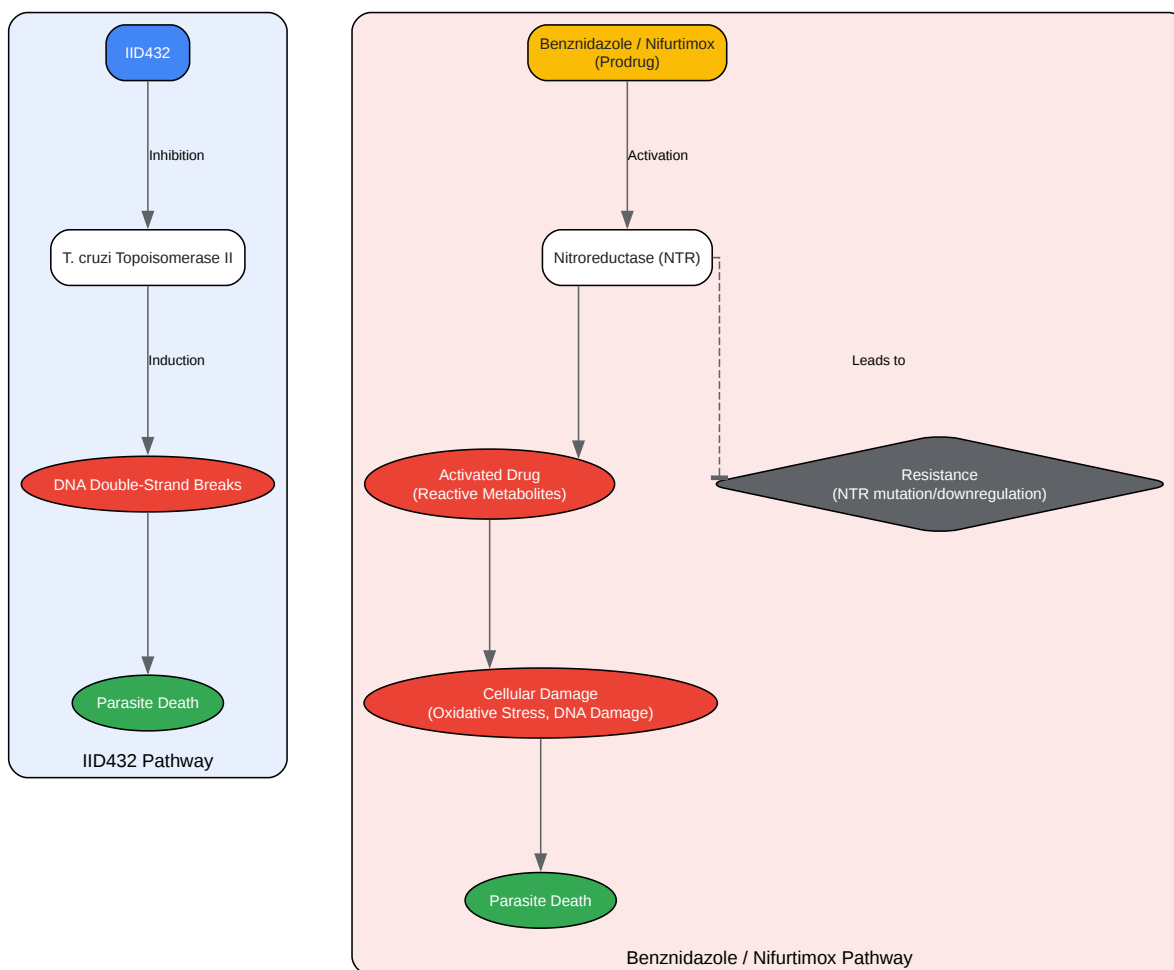 IID432
Inhibition
T. cruzi Topoisomerase II
Induction
DNA Double-Strand Breaks
Parasite Death
IID432 Pathway
Benznidazole / Nifurtimox
(Prodrug)
Activation
Nitroreductase (NTR)
Leads to
Activated Drug
(Reactive Metabolites)
Resistance
(NTR mutation/downregulation)
Cellular Damage
(Oxidative Stress, DNA Damage)
Parasite Death
Benznidazole / Nifurtimox Pathway